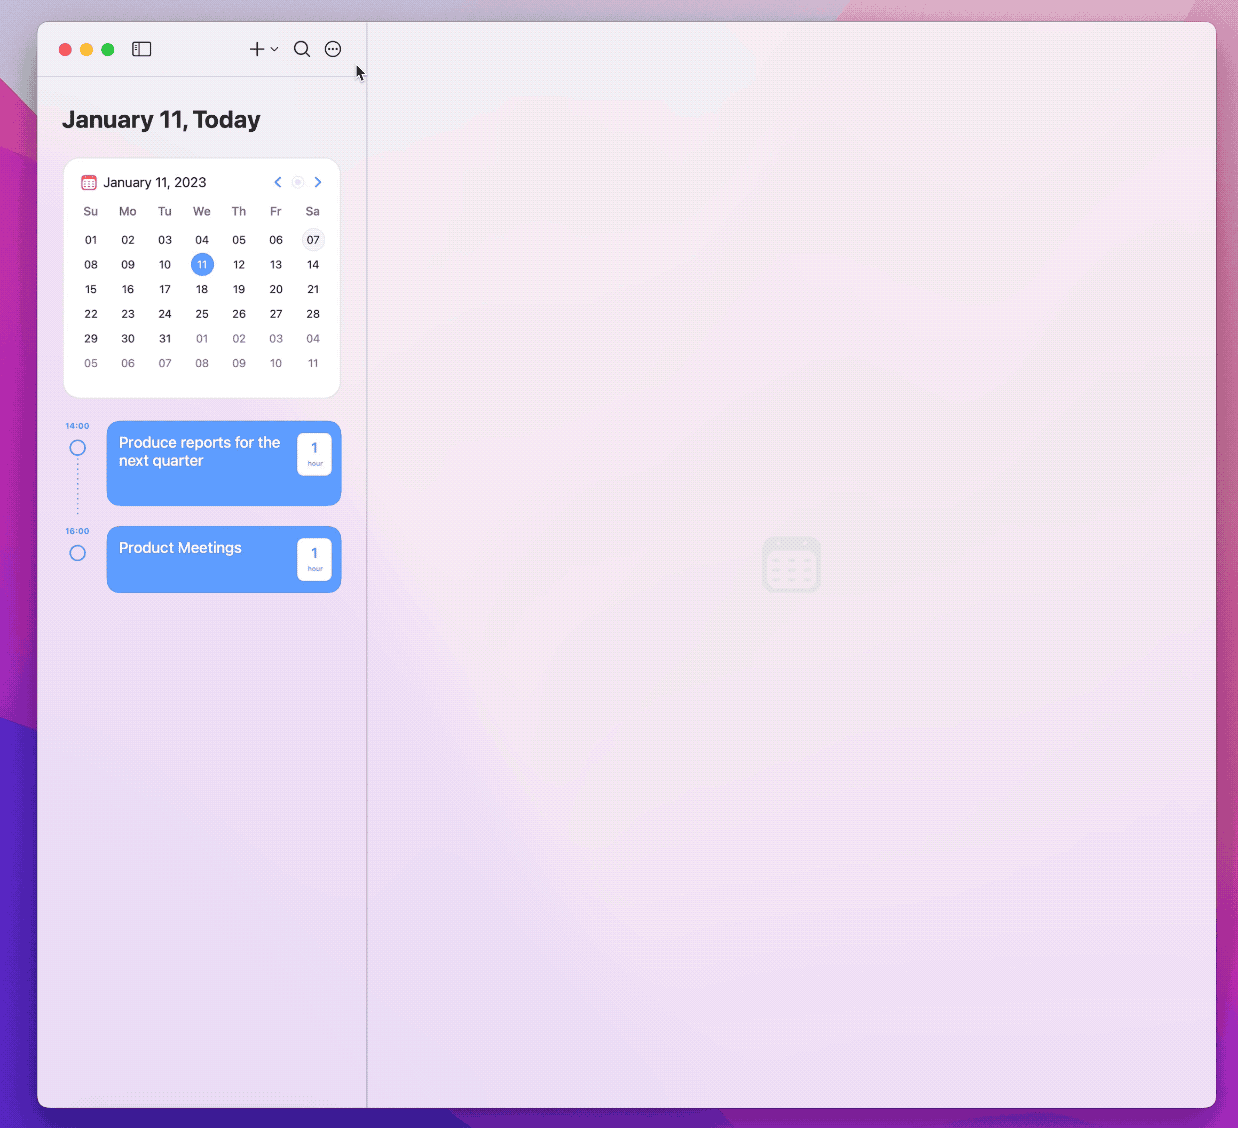 January 11, Today
January 11, 2023
Su Mo Tu We Th Fr Sa
01 02 03 04 05 06 07
08 09 10 11 12 13 14
15 16 17 18 19 20 21
22 23 24 25 26 27 28
29 30 31 01 02 03 04
05 06 07 08 09 10 11
14:00
Produce reports for the
next quarter
1
hour
16:00
Product Meetings
1
hour